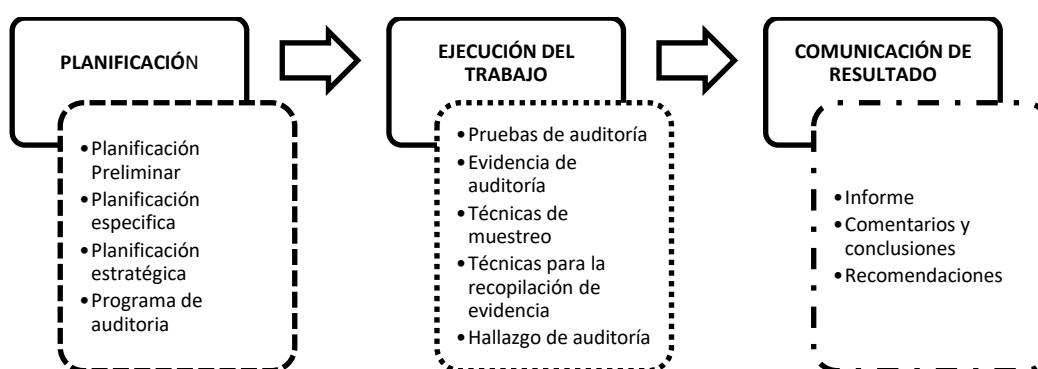 PLANIFICACIÓN
•Planificación
Preliminar
•Planificación
especifica
•Planificación
estratégica
•Programa de
auditoria
EJECUCIÓN DEL
TRABAJO
•Pruebas de auditoría
•Evidencia de
auditoría
•Técnicas de
muestreo
•Técnicas para la
recopilación de
evidencia
•Hallazgo de auditoría
COMUNICACIÓN DE
RESULTADO
•Informe
•Comentarios y
conclusiones
•Recomendaciones